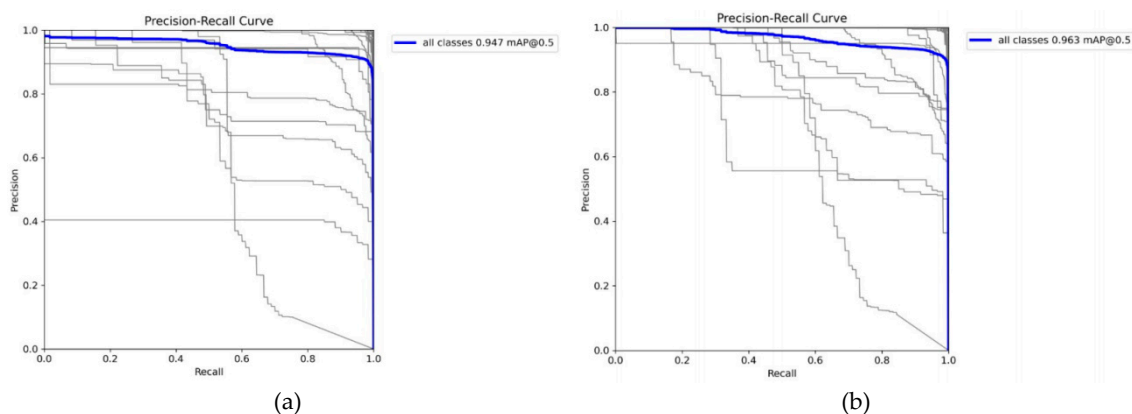 Precision-Recall Curve
1.0
0.8
0.6
0.4
0.2
0.0
Precision
0.0 0.2 0.4 0.6 0.8 1.0
Recall
all classes 0.947 mAP@0.5
(a)
Precision-Recall Curve
1.0
0.8
0.6
0.4
0.2
0.0
Precision
0.0 0.2 0.4 0.6 0.8 1.0
Recall
all classes 0.963 mAP@0.5
(b)